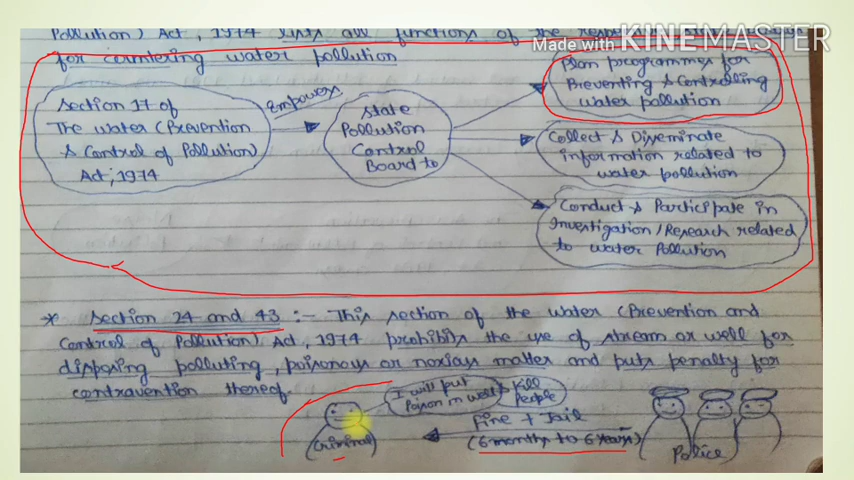 Pollution) Act, 1974 lists all functions of the
Made with KINEMASTER
for countering water pollution
Section 17 of
The water (Prevention
& Control of Pollution)
Act, 1974
Empowers
State
Pollution
Control
Board to
Plan programmes for
Preventing & Controlling
water pollution
Collect & Disseminate
information related to
water pollution
Conduct & Participate in
Investigation/Research related
to water Pollution
* Section 24 and 43 :- This section of the water (Prevention and
Control of Pollution) Act, 1974 prohibits the use of stream or well for
disposing polluting, poisonous or noxious matter and puts penalty for
contravention thereof.
I will put
Poison in well & kill
People
Criminal
Fine + Jail
(6 months to 6 years)
Police